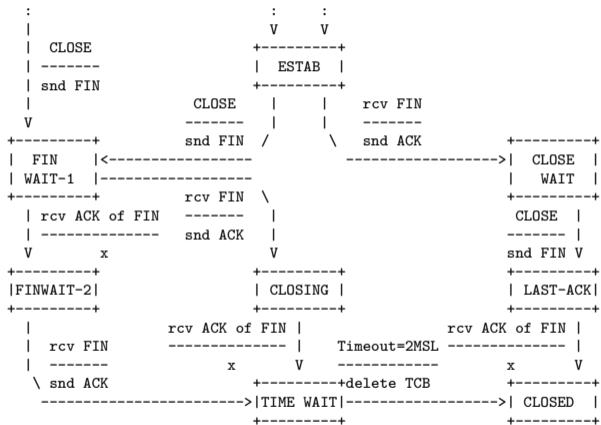 :                            :     :
|                            V     V
|  CLOSE                   +---------+
| -------                  |  ESTAB  |
| snd FIN                  +---------+
|                   CLOSE    |     |    rcv FIN
V                  -------   |     |    -------
+---------+        snd FIN  /       \   snd ACK         +---------+
|  FIN    |<-----------------           ------------------>|  CLOSE  |
| WAIT-1  |------------------                              |   WAIT  |
+---------+          rcv FIN  \                         +---------+
| rcv ACK of FIN   -------   |                          CLOSE  |
| --------------   snd ACK   |                         ------- |
V        x                   V                         snd FIN V
+---------+                  +---------+               +---------+
|FINWAIT-2|                  | CLOSING |               | LAST-ACK|
+---------+                  +---------+               +---------+
|                rcv ACK of FIN |                 rcv ACK of FIN |
|  rcv FIN       -------------- |    Timeout=2MSL -------------- |
|  -------              x       V    ------------        x       V
\ snd ACK                 +---------+delete TCB         +---------+
------------------------>|TIME WAIT|------------------>| CLOSED  |
+---------+                   +---------+